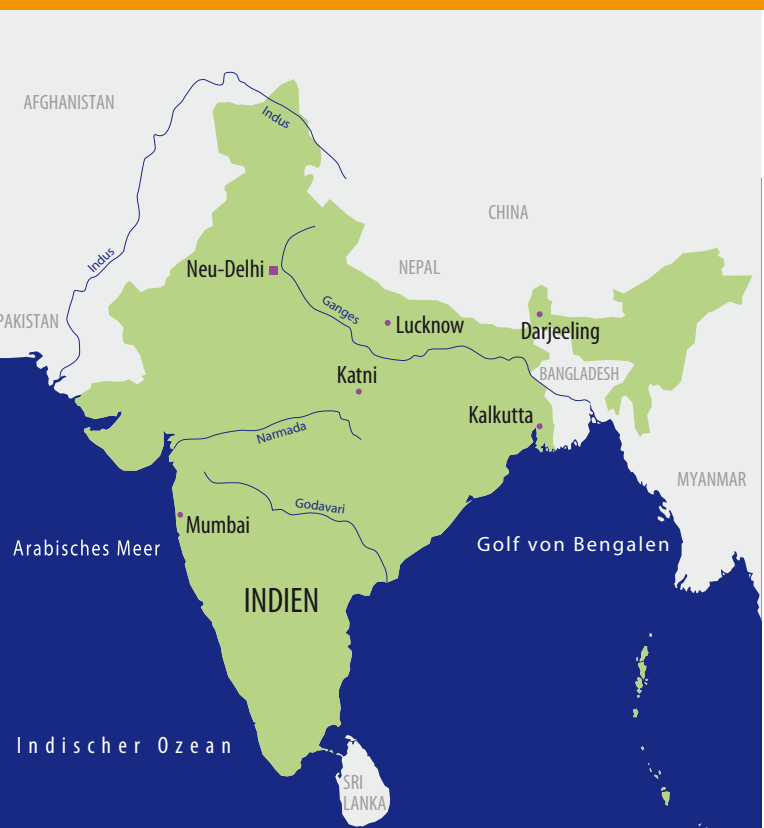 AFGHANISTAN
Indus
CHINA
Indus
Neu-Delhi
NEPAL
PAKISTAN
Ganges
Lucknow
Darjeeling
Katni
BANGLADESH
Kalkutta
Narmada
MYANMAR
Godavari
Mumbai
Arabisches Meer
Golf von Bengalen
INDIEN
Indischer Ozean
SRI
LANKA